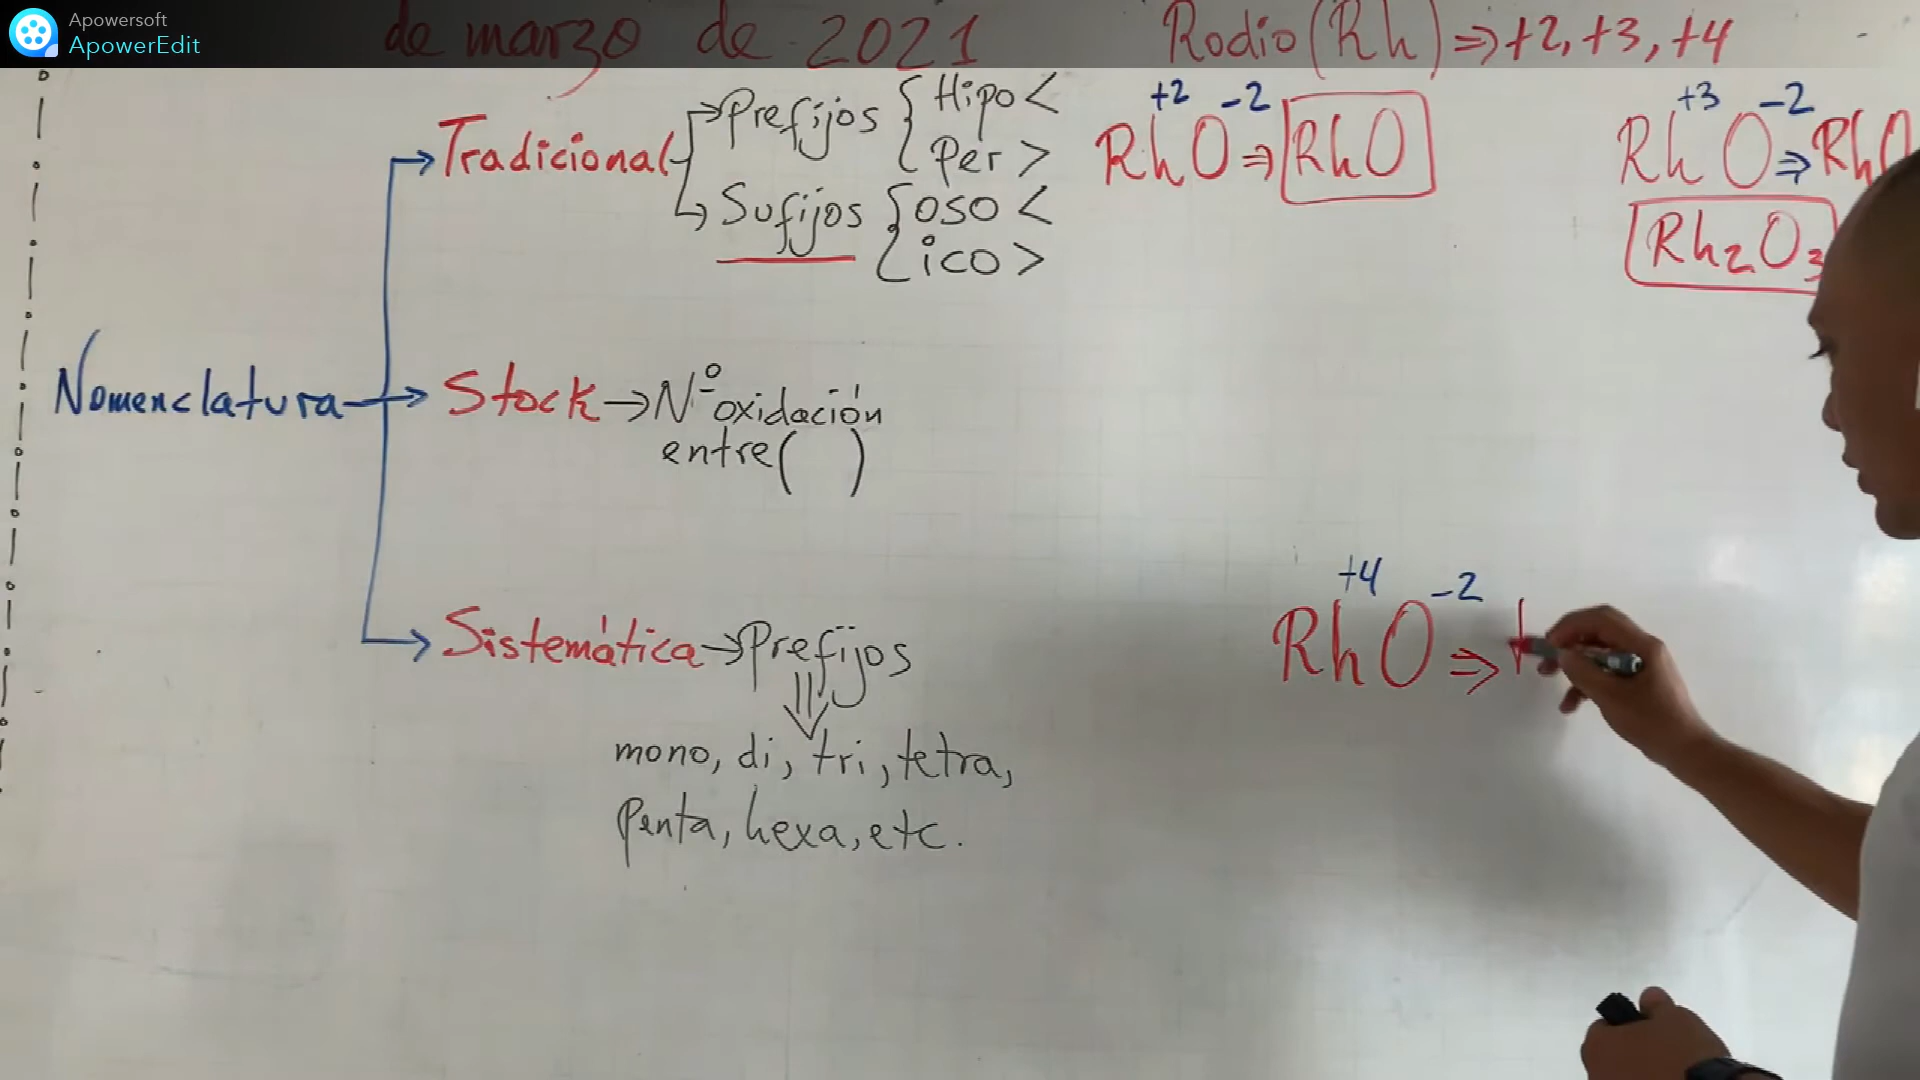 Apowersoft
ApowerEdit
de marzo de 2021
Rodio (Rh) ⇒ +2, +3, +4
Nomenclatura
Tradicional
Prefijos { Hipo <
Per >
Sufijos { oso <
ico >
Stock → Nº oxidación
entre ( )
Sistemática → Prefijos
⇓
mono, di, tri, tetra,
penta, hexa, etc.
+2 -2
RhO ⇒ RhO
+3 -2
RhO ⇒ RhO
Rh2O3
+4 -2
RhO ⇒